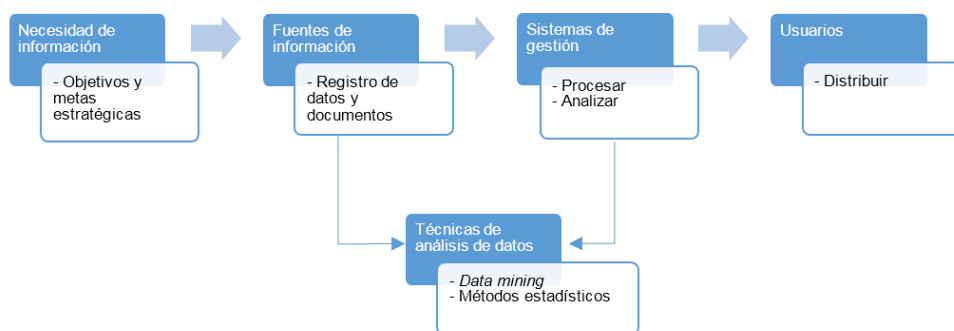 Necesidad de
información
- Objetivos y
metas
estratégicas
Fuentes de
información
- Registro de
datos y
documentos
Sistemas de
gestión
- Procesar
- Analizar
Usuarios
- Distribuir
Técnicas de
análisis de datos
- Data mining
- Métodos estadísticos